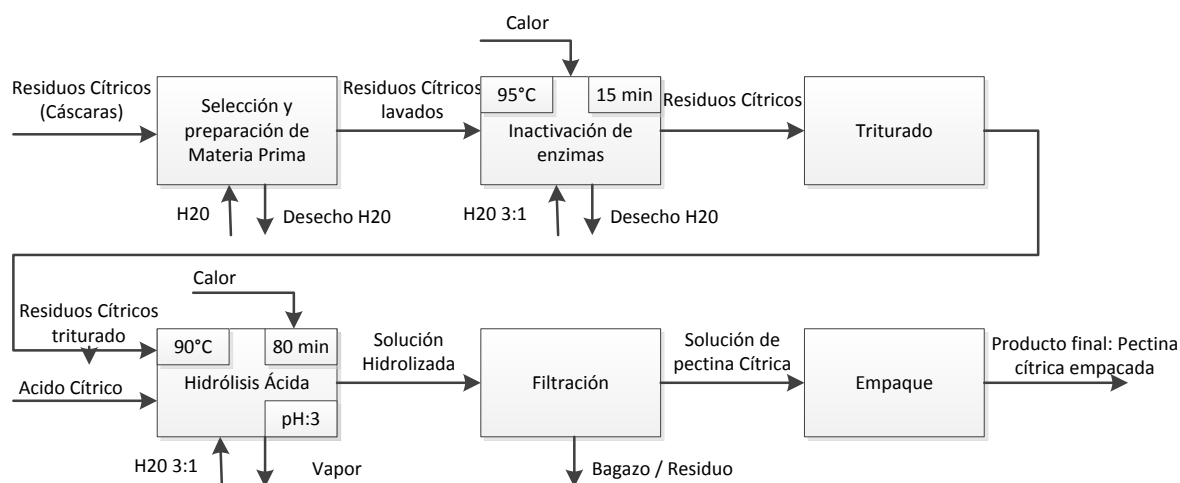 Calor
Residuos Cítricos
(Cáscaras)
Selección y
preparación de
Materia Prima
Residuos Cítricos
lavados
95°C
15 min
Inactivación de
enzimas
Residuos Cítricos
Triturado
H20
Desecho H20
H20 3:1
Desecho H20
Calor
Residuos Cítricos
triturado
90°C
80 min
Hidrólisis Ácida
pH:3
Acido Cítrico
Solución
Hidrolizada
Filtración
Solución de
pectina Cítrica
Empaque
Producto final: Pectina
cítrica empacada
H20 3:1
Vapor
Bagazo / Residuo